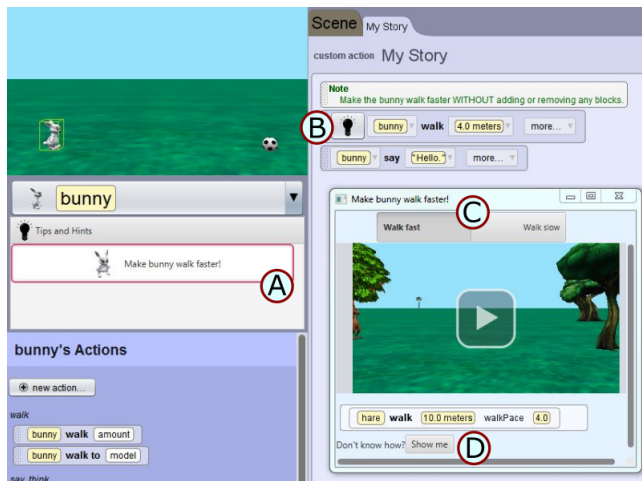 Scene My Story
custom action My Story
Note
Make the bunny walk faster WITHOUT adding or removing any blocks.
B bunny walk 4.0 meters more...
bunny say "Hello." more...
bunny
Tips and Hints
Make bunny walk faster!
A
bunny's Actions
new action...
walk
bunny walk amount
bunny walk to model
say, think
Make bunny walk faster!
C
Walk fast Walk slow
hare walk 10.0 meters walkPace 4.0
Don't know how? Show me D